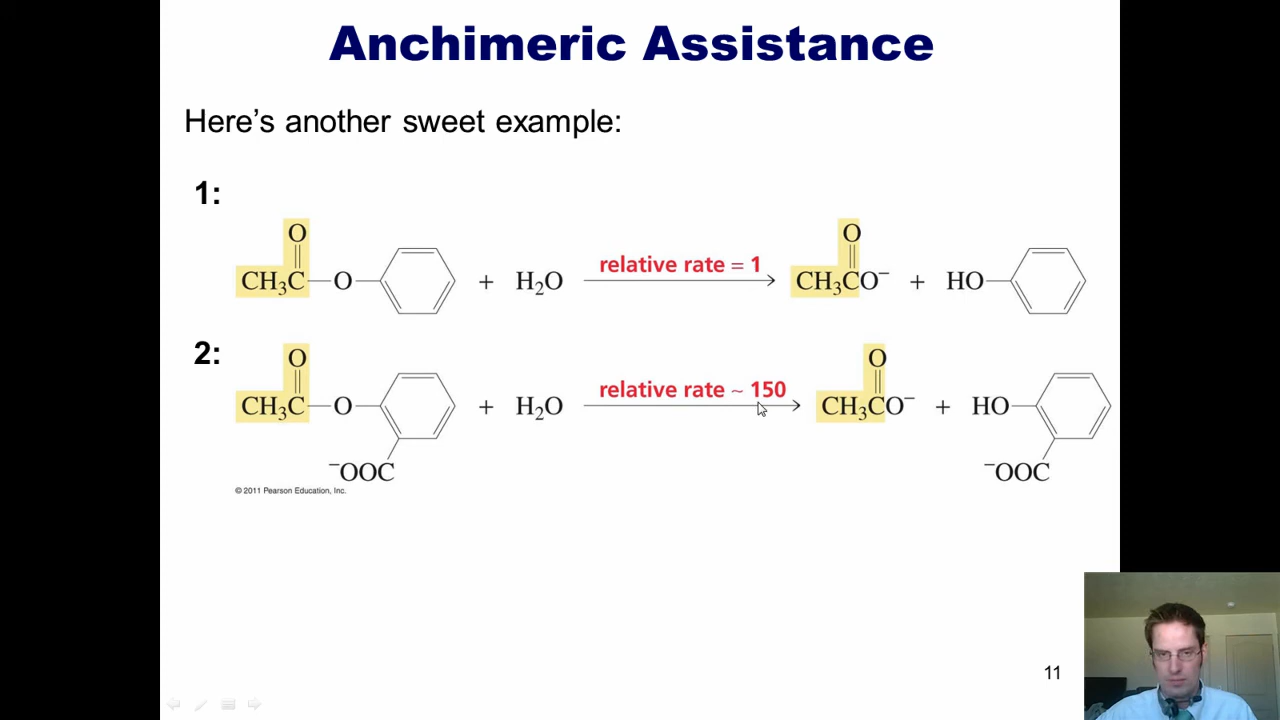 Anchimeric Assistance
Here's another sweet example:
1:
O
CH₃C—O + H₂O relative rate = 1 CH₃CO⁻ + HO
2:
O
CH₃C—O + H₂O relative rate ~ 150 CH₃CO⁻ + HO
⁻OOC ⁻OOC
© 2011 Pearson Education, Inc.
11